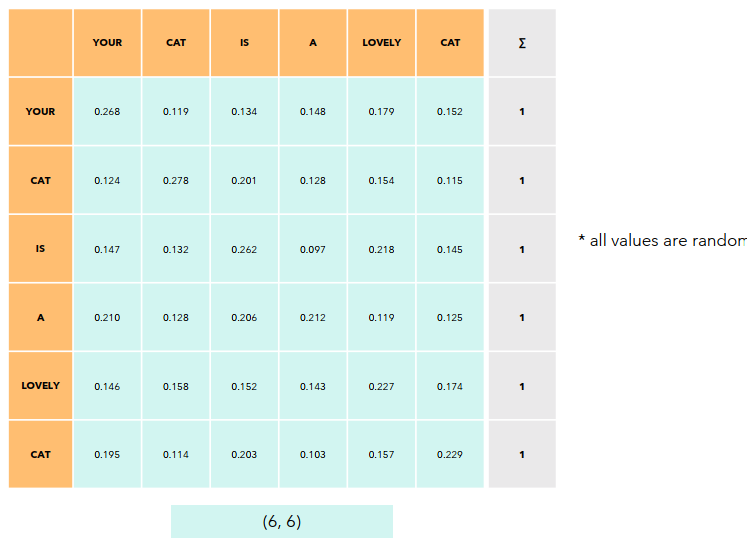 YOUR CAT IS A LOVELY CAT Σ
YOUR 0.268 0.119 0.134 0.148 0.179 0.152 1
CAT 0.124 0.278 0.201 0.128 0.154 0.115 1
IS 0.147 0.132 0.262 0.097 0.218 0.145 1
A 0.210 0.128 0.206 0.212 0.119 0.125 1
LOVELY 0.146 0.158 0.152 0.143 0.227 0.174 1
CAT 0.195 0.114 0.203 0.103 0.157 0.229 1
* all values are random
(6, 6)